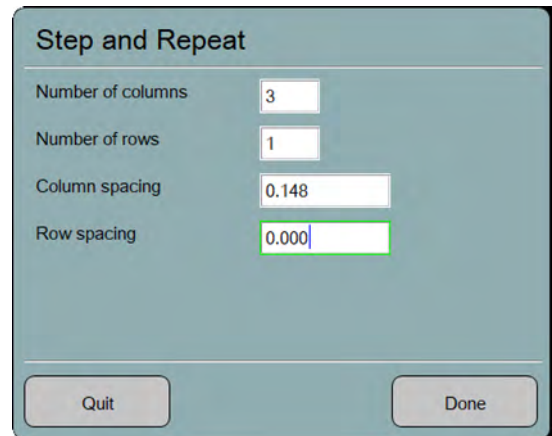 Step and Repeat
Number of columns 3
Number of rows 1
Column spacing 0.148
Row spacing 0.000
Quit Done